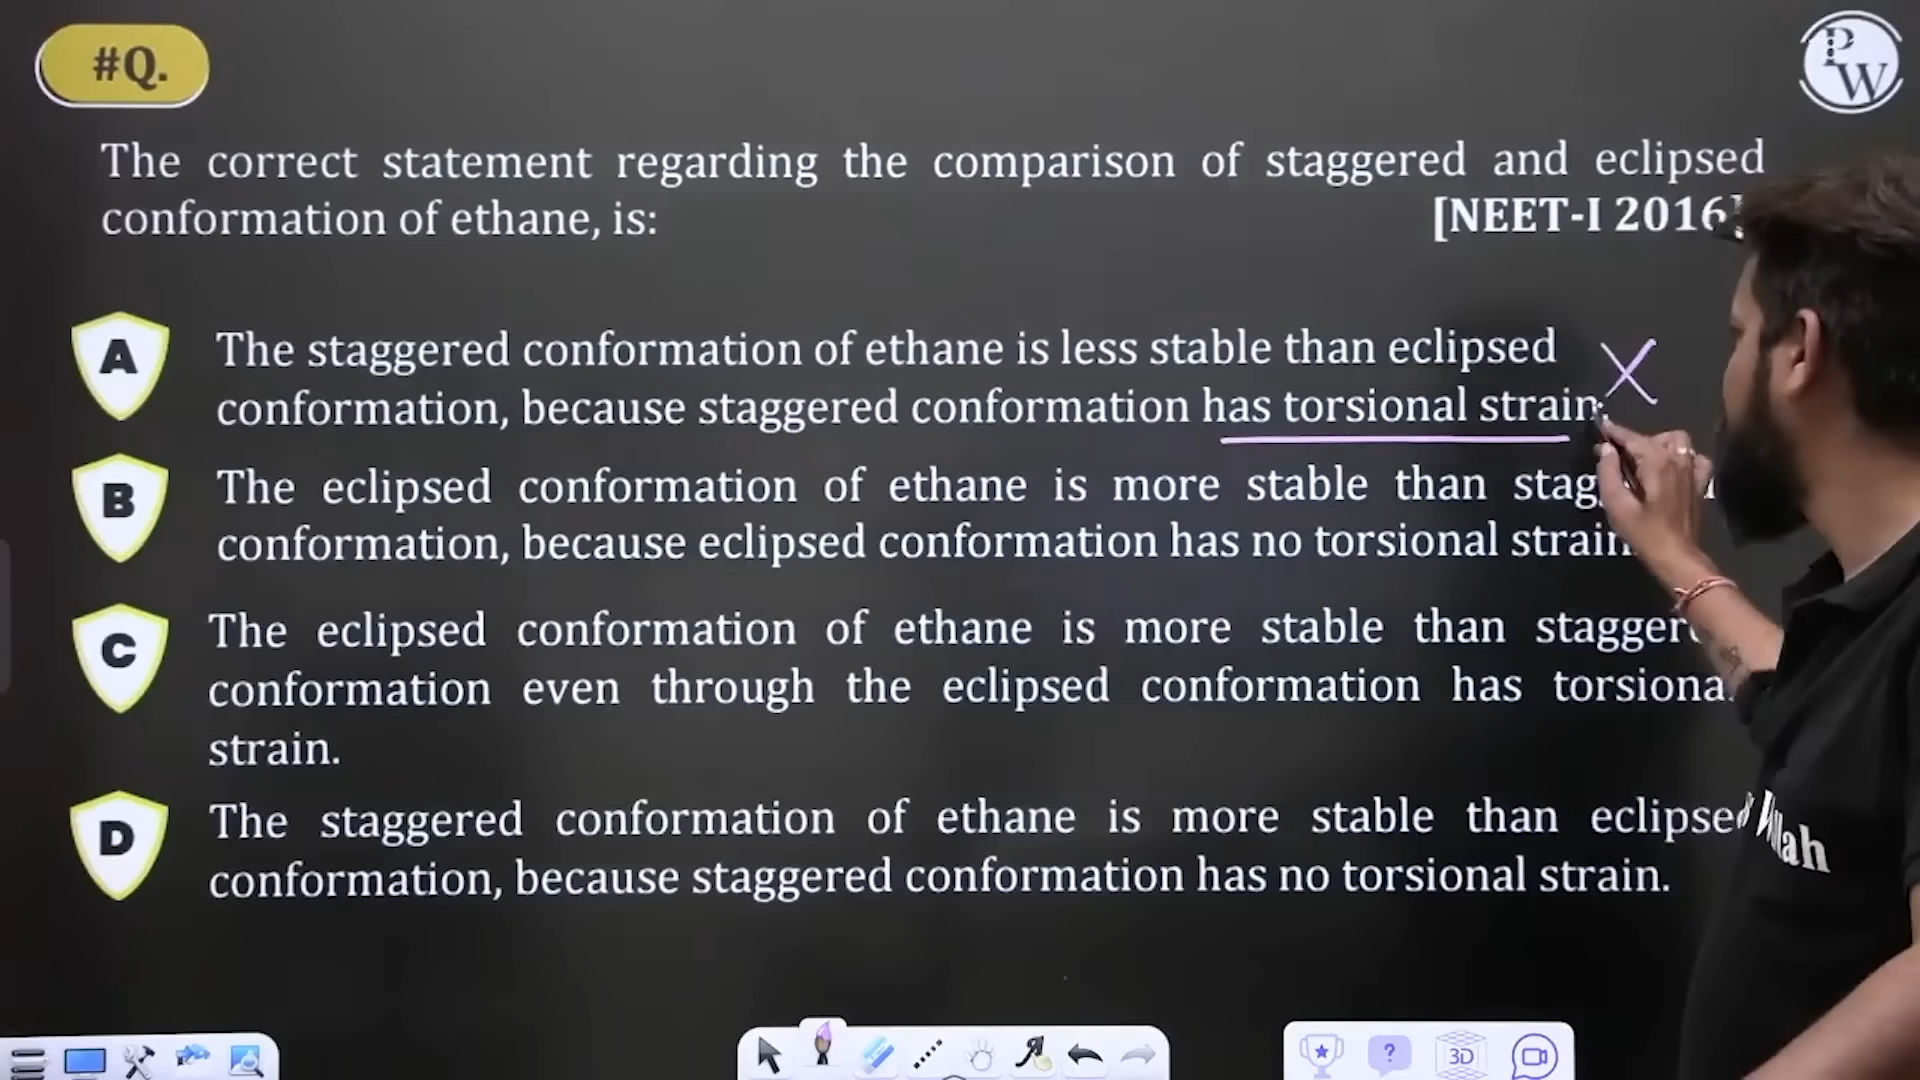 #Q.
P
W
The correct statement regarding the comparison of staggered and eclipsed
conformation of ethane, is:
[NEET-I 2016]
A
The staggered conformation of ethane is less stable than eclipsed
conformation, because staggered conformation has torsional strain.
B
The eclipsed conformation of ethane is more stable than
conformation, because eclipsed conformation has no torsional strain
C
The eclipsed conformation of ethane is more stable than
conformation even through the eclipsed conformation has torsional
strain.
D
The staggered conformation of ethane is more stable than eclipsed
conformation, because staggered conformation has no torsional strain.
?
3D